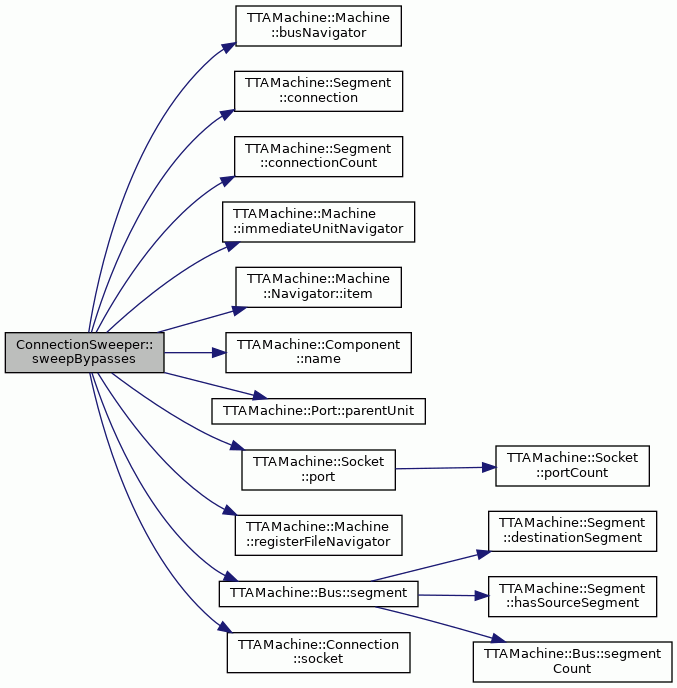 TTAMachine::Machine
::busNavigator
TTAMachine::Segment
::connection
TTAMachine::Segment
::connectionCount
TTAMachine::Machine
::immediateUnitNavigator
TTAMachine::Machine
::Navigator::item
ConnectionSweeper::
sweepBypasses
TTAMachine::Component
::name
TTAMachine::Port::parentUnit
TTAMachine::Socket
::port
TTAMachine::Socket
::portCount
TTAMachine::Machine
::registerFileNavigator
TTAMachine::Segment
::destinationSegment
TTAMachine::Bus::segment
TTAMachine::Segment
::hasSourceSegment
TTAMachine::Connection
::socket
TTAMachine::Bus::segment
Count